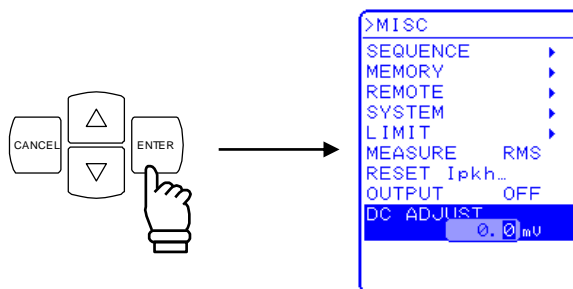 CANCEL
ENTER
>MISC
SEQUENCE
MEMORY
REMOTE
SYSTEM
LIMIT
MEASURE RMS
RESET Ipkh…
OUTPUT OFF
DC ADJUST
0.0mV